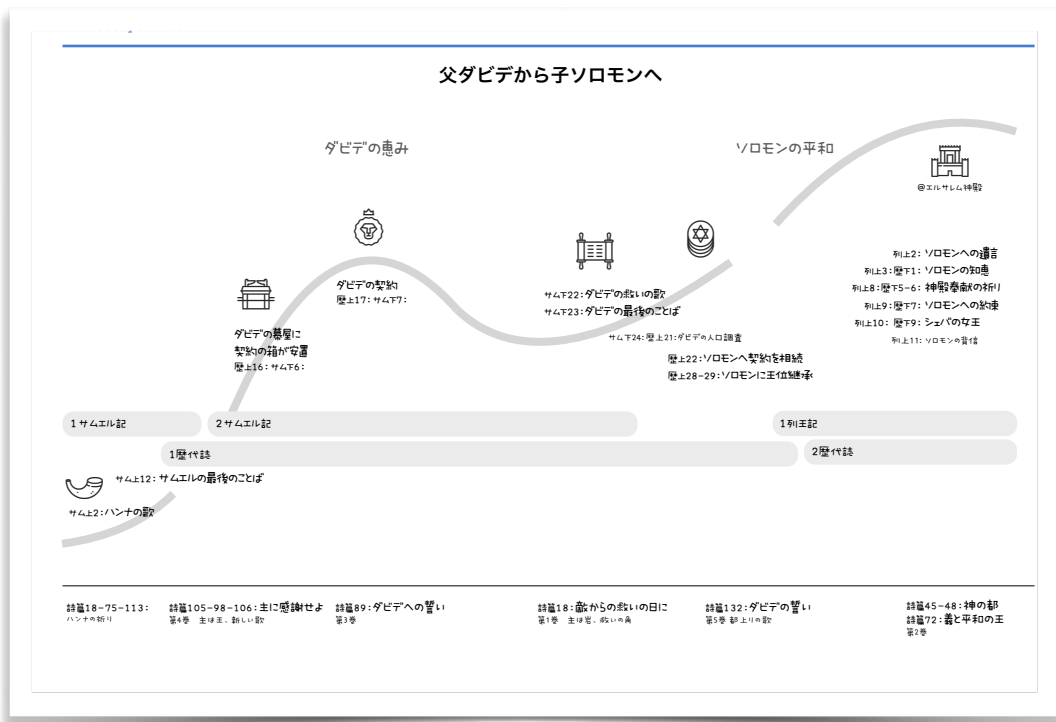 父ダビデから子ソロモンへ
ダビデの恵み
ソロモンの平和
@エルサレム神殿
ダビデの契約
歴上17: サム下7:
ダビデの幕屋に
契約の箱が安置
歴上16: サム下6:
サム下22:ダビデの救いの歌
サム下23:ダビデの最後のことば
サム下24: 歴上21:ダビデの人口調査
歴上22:ソロモンへ契約を相続
歴上28-29:ソロモンに王位継承
列上2: ソロモンへの遺言
列上3:歴下1: ソロモンの知恵
列上8:歴下5-6: 神殿奉献の祈り
列上9:歴下7: ソロモンへの約束
列上10: 歴下9: シェバの女王
列上11: ソロモンの背信
1サムエル記
2サムエル記
1列王記
1歴代誌
2歴代誌
サム上12: サムエルの最後のことば
サム上2:ハンナの歌
詩篇18-75-113:
ハンナの祈り
詩篇105-98-106:主に感謝せよ
第4巻 主は王、新しい歌
詩篇89:ダビデへの誓い
第3巻
詩篇18:敵からの救いの日に
第1巻 主は岩、救いの角
詩篇132:ダビデの誓い
第5巻 都上りの歌
詩篇45-48:神の都
詩篇72:義と平和の王
第2巻